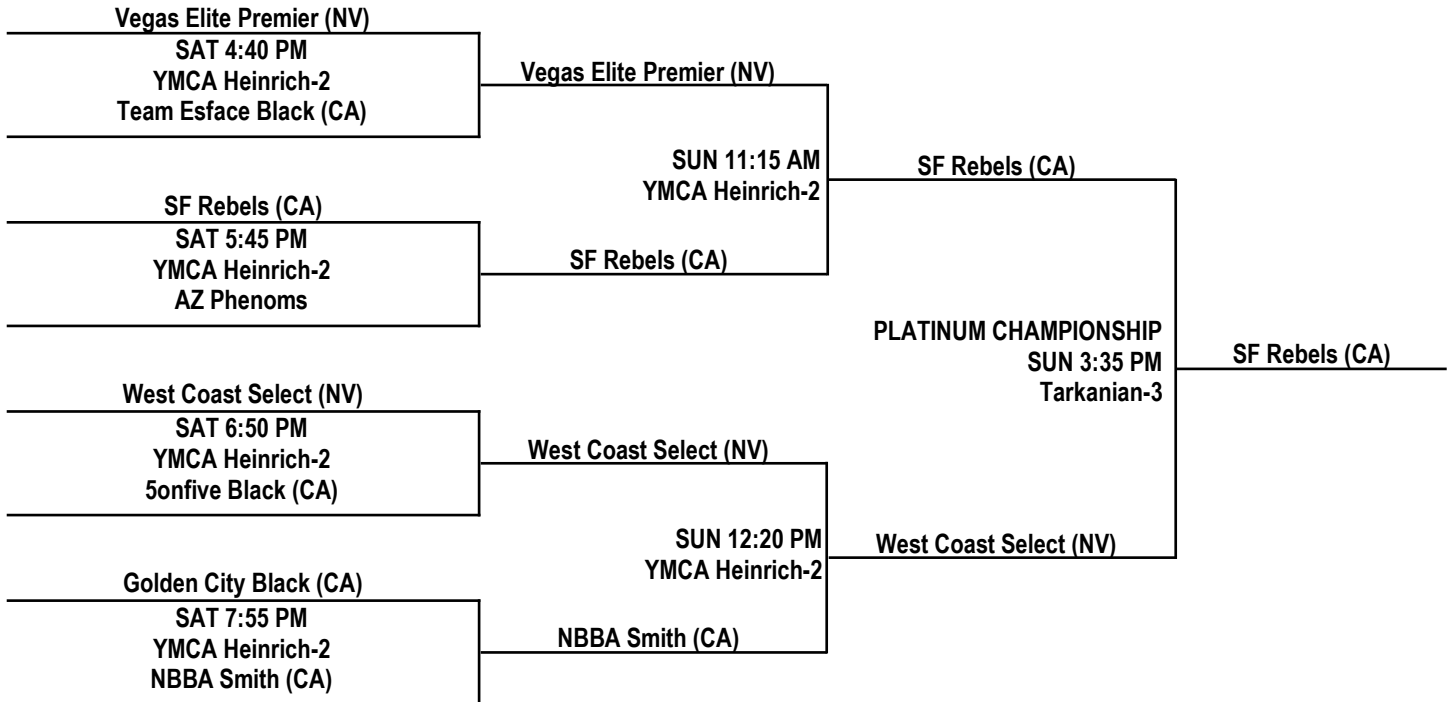 Vegas Elite Premier (NV)
SAT 4:40 PM
YMCA Heinrich-2
Team Esface Black (CA)
SF Rebels (CA)
SAT 5:45 PM
YMCA Heinrich-2
AZ Phenoms
West Coast Select (NV)
SAT 6:50 PM
YMCA Heinrich-2
5onfive Black (CA)
Golden City Black (CA)
SAT 7:55 PM
YMCA Heinrich-2
NBBA Smith (CA)
Vegas Elite Premier (NV)
SUN 11:15 AM
YMCA Heinrich-2
SF Rebels (CA)
West Coast Select (NV)
SUN 12:20 PM
YMCA Heinrich-2
NBBA Smith (CA)
SF Rebels (CA)
PLATINUM CHAMPIONSHIP
SUN 3:35 PM
Tarkanian-3
West Coast Select (NV)
SF Rebels (CA)